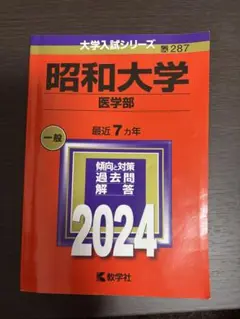 大学入試シリーズ 287
昭和大学
医学部
一般
最近7カ年
傾向と対策
過去問
解答
2024
教学社